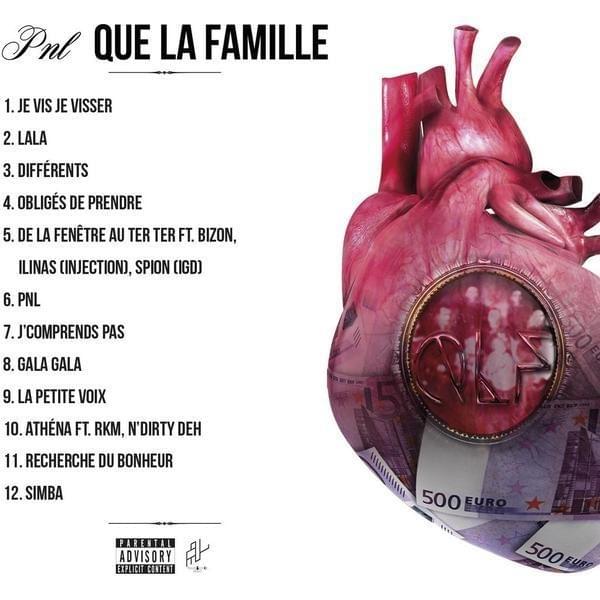 Pnl QUE LA FAMILLE
1. JE VIS JE VISSER
2. LALA
3. DIFFÉRENTS
4. OBLIGÉS DE PRENDRE
5. DE LA FENÊTRE AU TER TER FT. BIZON,
ILINAS (INJECTION), SPION (IGD)
6. PNL
7. J'COMPRENDS PAS
8. GALA GALA
9. LA PETITE VOIX
10. ATHÉNA FT. RKM, N'DIRTY DEH
11. RECHERCHE DU BONHEUR
12. SIMBA
PARENTAL
ADVISORY
EXPLICIT CONTENT
500 EURO
500 EURO